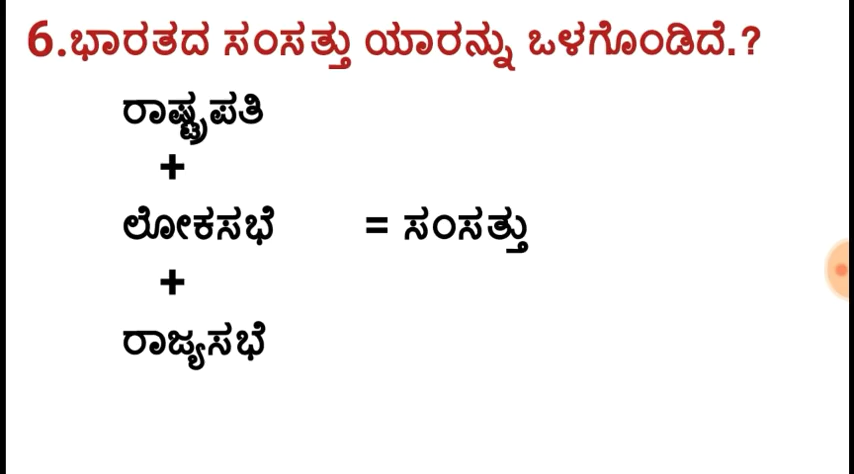 6.ಭಾರತದ ಸಂಸತ್ತು ಯಾರನ್ನು ಒಳಗೊಂಡಿದೆ.?
ರಾಷ್ಟ್ರಪತಿ
+
ಲೋಕಸಭೆ = ಸಂಸತ್ತು
+
ರಾಜ್ಯಸಭೆ